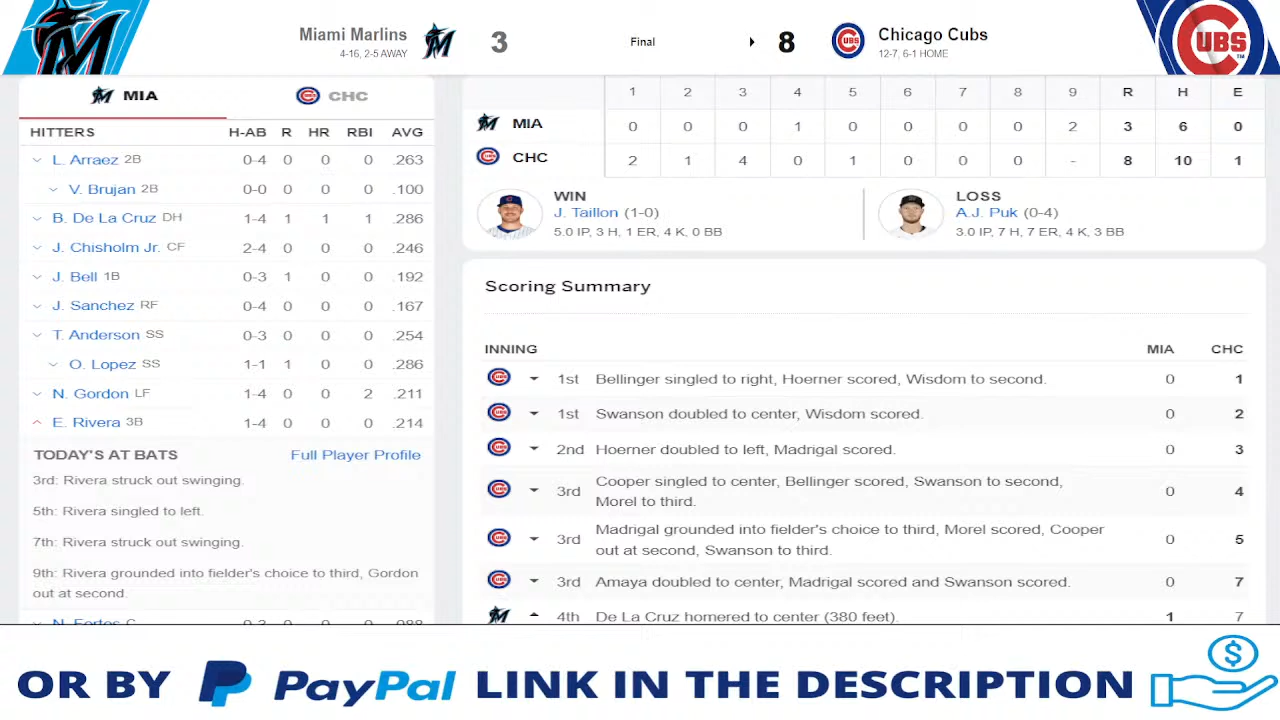 Miami Marlins
4-16, 2-5 AWAY
3
Final
8
Chicago Cubs
12-7, 6-1 HOME
MIA
CHC
HITTERS H-AB R HR RBI AVG
L. Arraez 2B 0-4 0 0 0 .263
V. Brujan 2B 0-0 0 0 0 .100
B. De La Cruz DH 1-4 1 1 1 .286
J. Chisholm Jr. CF 2-4 0 0 0 .246
J. Bell 1B 0-3 1 0 0 .192
J. Sanchez RF 0-4 0 0 0 .167
T. Anderson SS 0-3 0 0 0 .254
O. Lopez SS 1-1 1 0 0 .286
N. Gordon LF 1-4 0 0 2 .211
E. Rivera 3B 1-4 0 0 0 .214
TODAY'S AT BATS Full Player Profile
3rd: Rivera struck out swinging.
5th: Rivera singled to left.
7th: Rivera struck out swinging.
9th: Rivera grounded into fielder's choice to third, Gordon
out at second.
N. Fortes C 0-3 0 0 0 .088
1 2 3 4 5 6 7 8 9 R H E
MIA 0 0 0 1 0 0 0 0 2 3 6 0
CHC 2 1 4 0 1 0 0 0 - 8 10 1
WIN
J. Taillon (1-0)
5.0 IP, 3 H, 1 ER, 4 K, 0 BB
LOSS
A.J. Puk (0-4)
3.0 IP, 7 H, 7 ER, 4 K, 3 BB
Scoring Summary
INNING MIA CHC
1st Bellinger singled to right, Hoerner scored, Wisdom to second. 0 1
1st Swanson doubled to center, Wisdom scored. 0 2
2nd Hoerner doubled to left, Madrigal scored. 0 3
3rd Cooper singled to center, Bellinger scored, Swanson to second,
Morel to third. 0 4
3rd Madrigal grounded into fielder's choice to third, Morel scored, Cooper
out at second, Swanson to third. 0 5
3rd Amaya doubled to center, Madrigal scored and Swanson scored. 0 7
4th De La Cruz homered to center (380 feet). 1 7
OR BY PayPal LINK IN THE DESCRIPTION